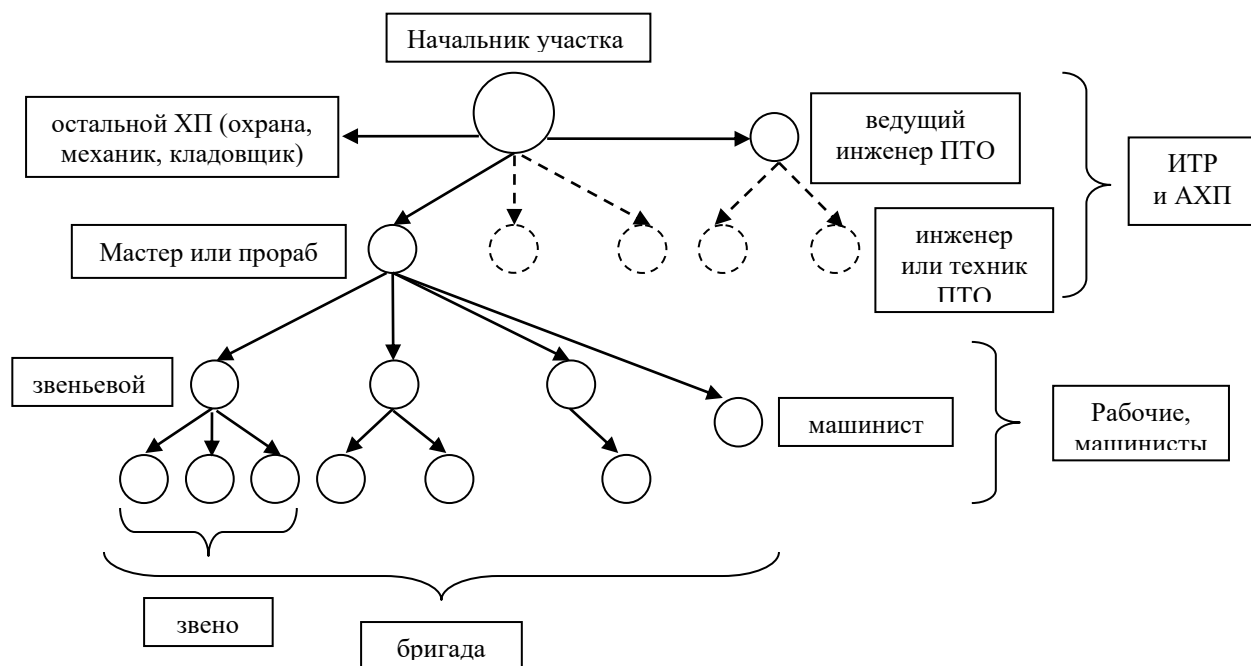 Начальник участка
остальной ХП (охрана,
механик, кладовщик)
ведущий
инженер ПТО
ИТР
и АХП
Мастер или прораб
инженер
или техник
ПТО
звеньевой
машинист
Рабочие,
машинисты
звено
бригада